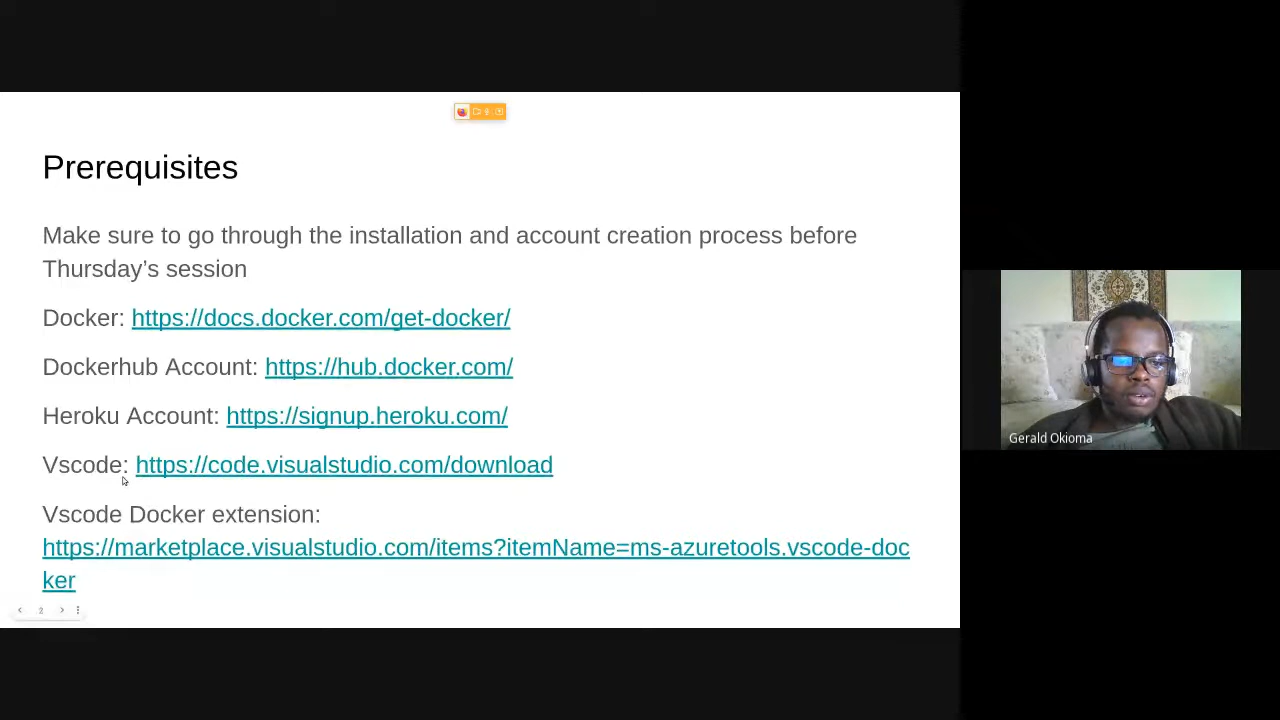 Prerequisites
Make sure to go through the installation and account creation process before
Thursday’s session
Docker: https://docs.docker.com/get-docker/
Dockerhub Account: https://hub.docker.com/
Heroku Account: https://signup.heroku.com/
Vscode: https://code.visualstudio.com/download
Vscode Docker extension:
https://marketplace.visualstudio.com/items?itemName=ms-azuretools.vscode-doc
ker
2
Gerald Okioma